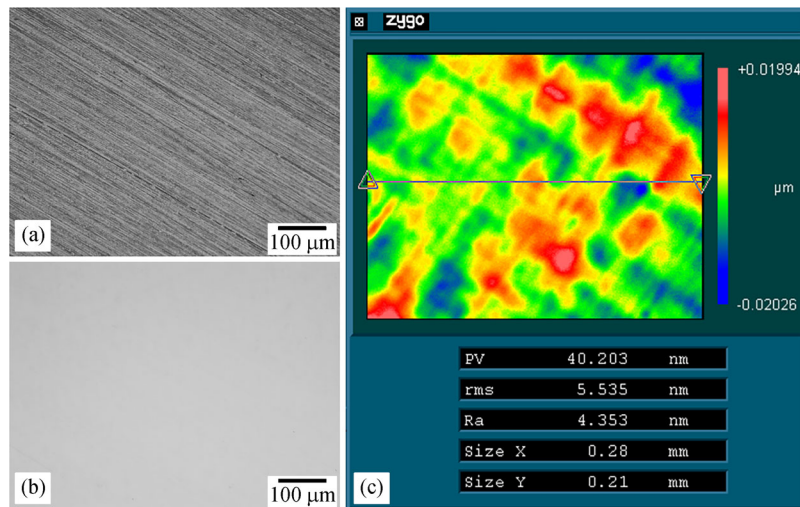 (a)
100 μm
(b)
100 μm
zygo
+0.01994
μm
-0.02026
PV 40.203 nm
rms 5.535 nm
Ra 4.353 nm
Size X 0.28 mm
Size Y 0.21 mm
(c)